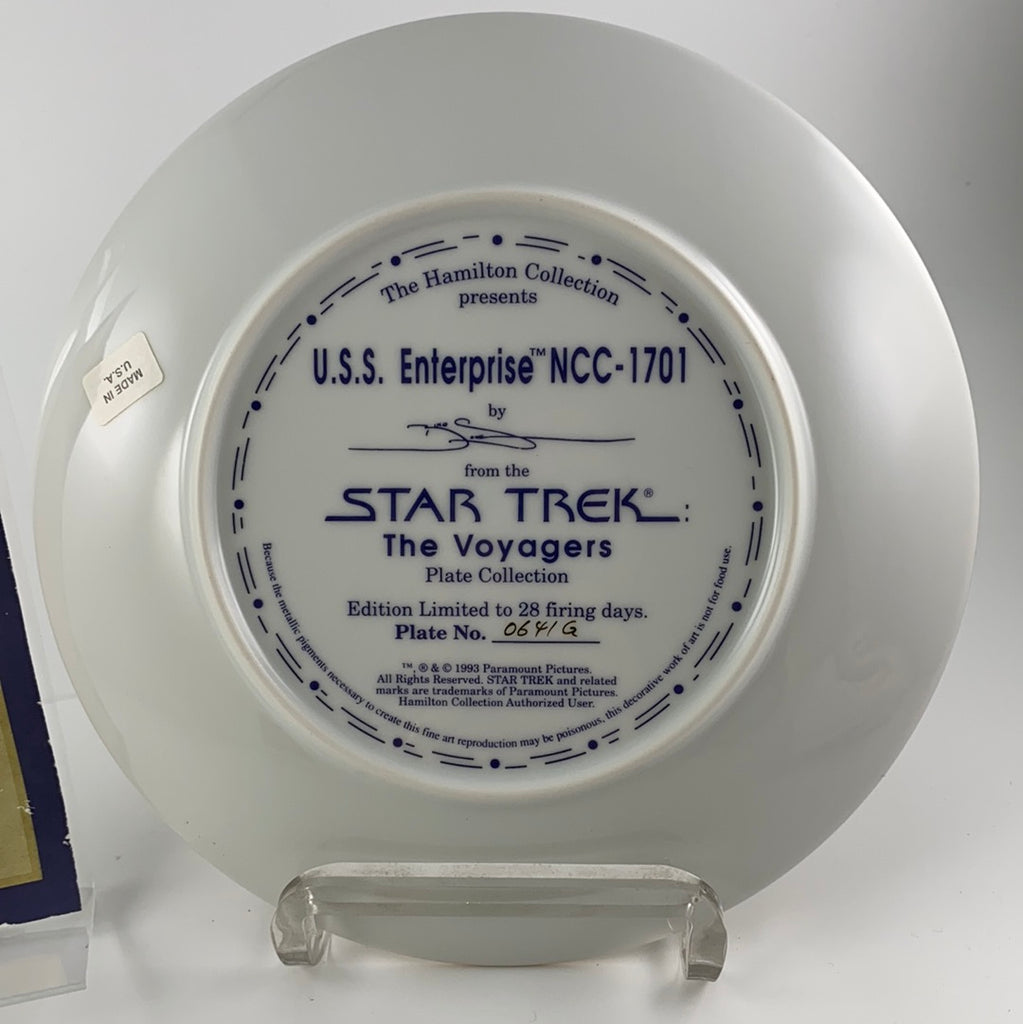 The Hamilton Collection
presents
U.S.S. Enterprise™ NCC-1701
by
from the
STAR TREK®:
The Voyagers
Plate Collection
Edition Limited to 28 firing days.
Plate No. 0641G
™, ® & © 1993 Paramount Pictures.
All Rights Reserved. STAR TREK and related
marks are trademarks of Paramount Pictures.
Hamilton Collection Authorized User.
Because the metallic pigments necessary to create this fine art reproduction may be poisonous, this decorative work of art is not for food use.
MADE IN
U.S.A.